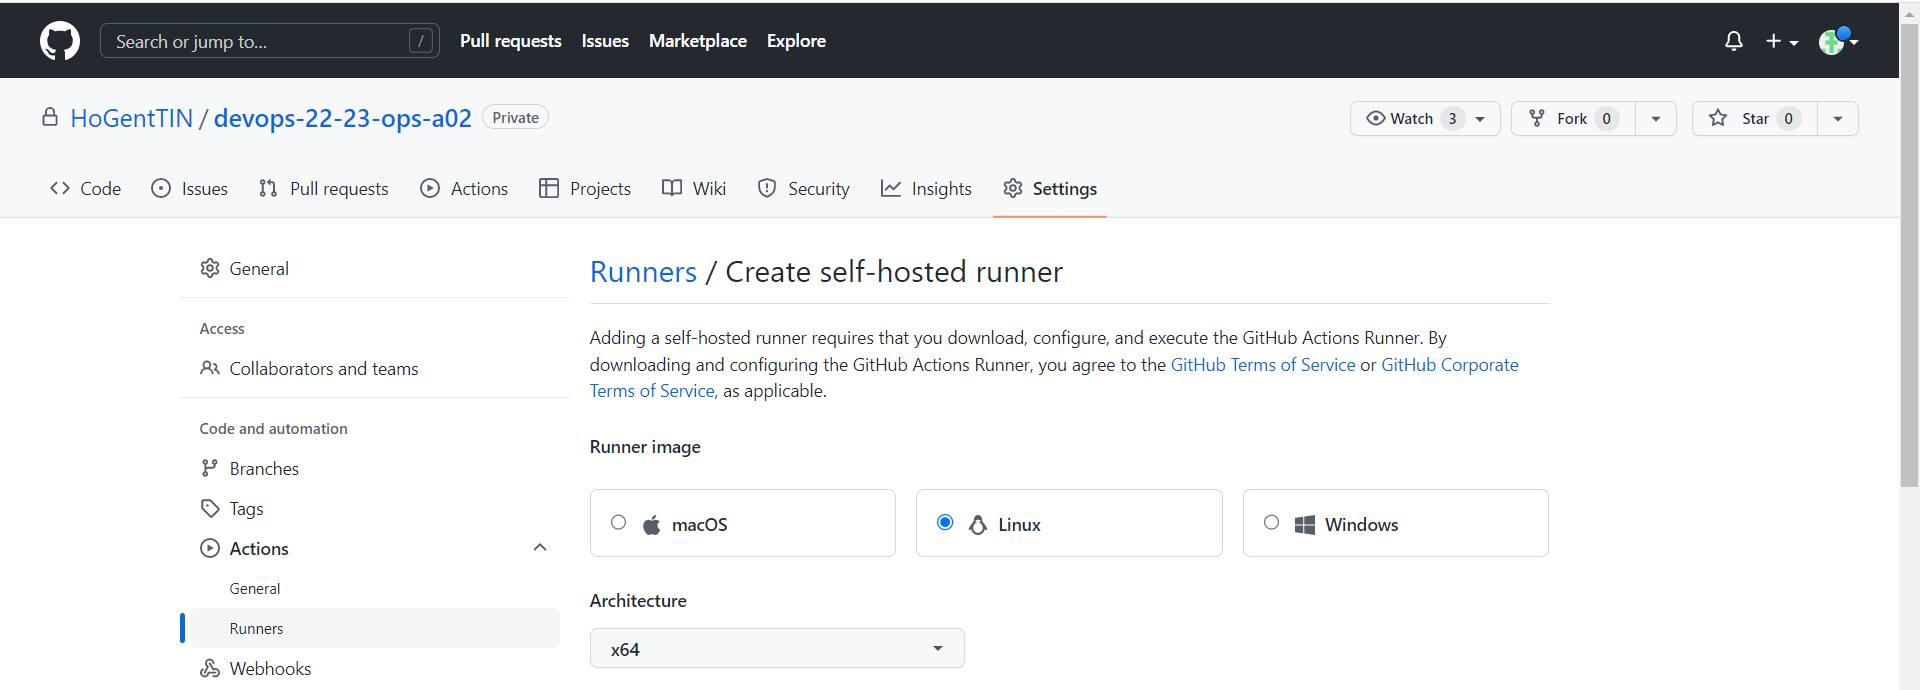 Search or jump to... /
Pull requests Issues Marketplace Explore
HoGentTIN / devops-22-23-ops-a02 Private
Watch 3 Fork 0 Star 0
Code Issues Pull requests Actions Projects Wiki Security Insights Settings
General
Access
Collaborators and teams
Code and automation
Branches
Tags
Actions
General
Runners
Webhooks
Runners / Create self-hosted runner
Adding a self-hosted runner requires that you download, configure, and execute the GitHub Actions Runner. By
downloading and configuring the GitHub Actions Runner, you agree to the GitHub Terms of Service or GitHub Corporate
Terms of Service, as applicable.
Runner image
macOS Linux Windows
Architecture
x64